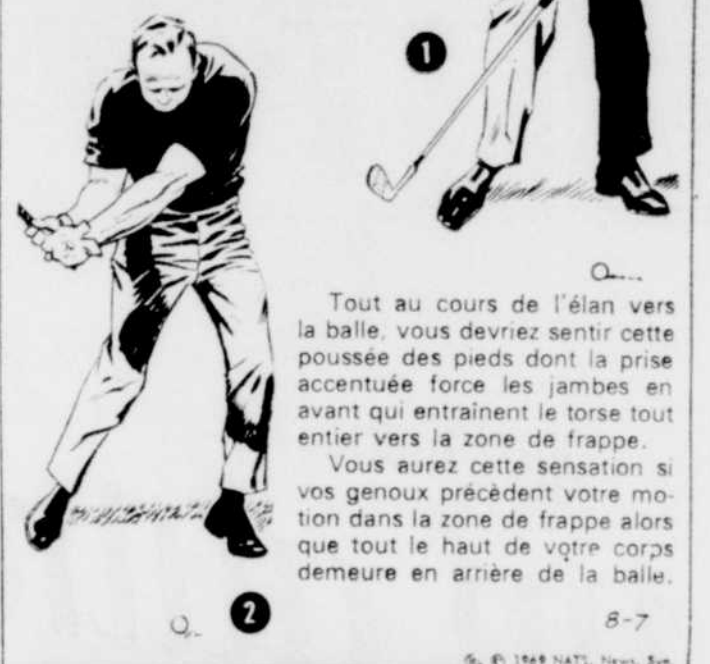 1
Tout au cours de l'élan vers
la balle, vous devriez sentir cette
poussée des pieds dont la prise
accentuée force les jambes en
avant qui entraînent le torse tout
entier vers la zone de frappe.
Vous aurez cette sensation si
vos genoux précèdent votre mo-
tion dans la zone de frappe alors
que tout le haut de votre corps
demeure en arrière de la balle.
2
8-7
© 1969 NAT'L News